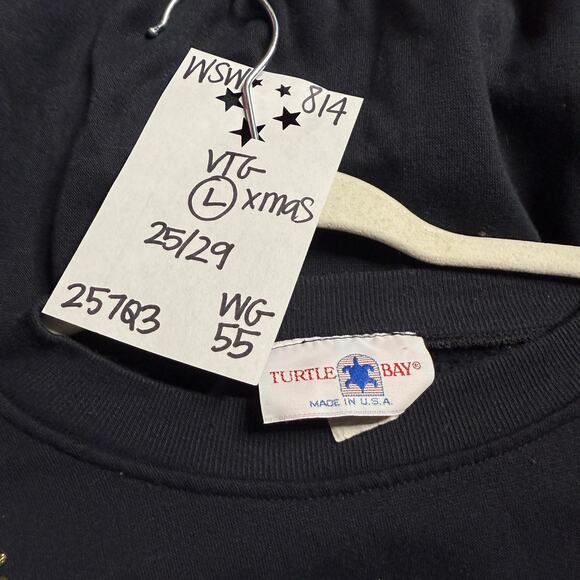 WSW 814
VTG
L xmas
25/29
257Q3 WG
55
TURTLE BAY®
MADE IN U.S.A.